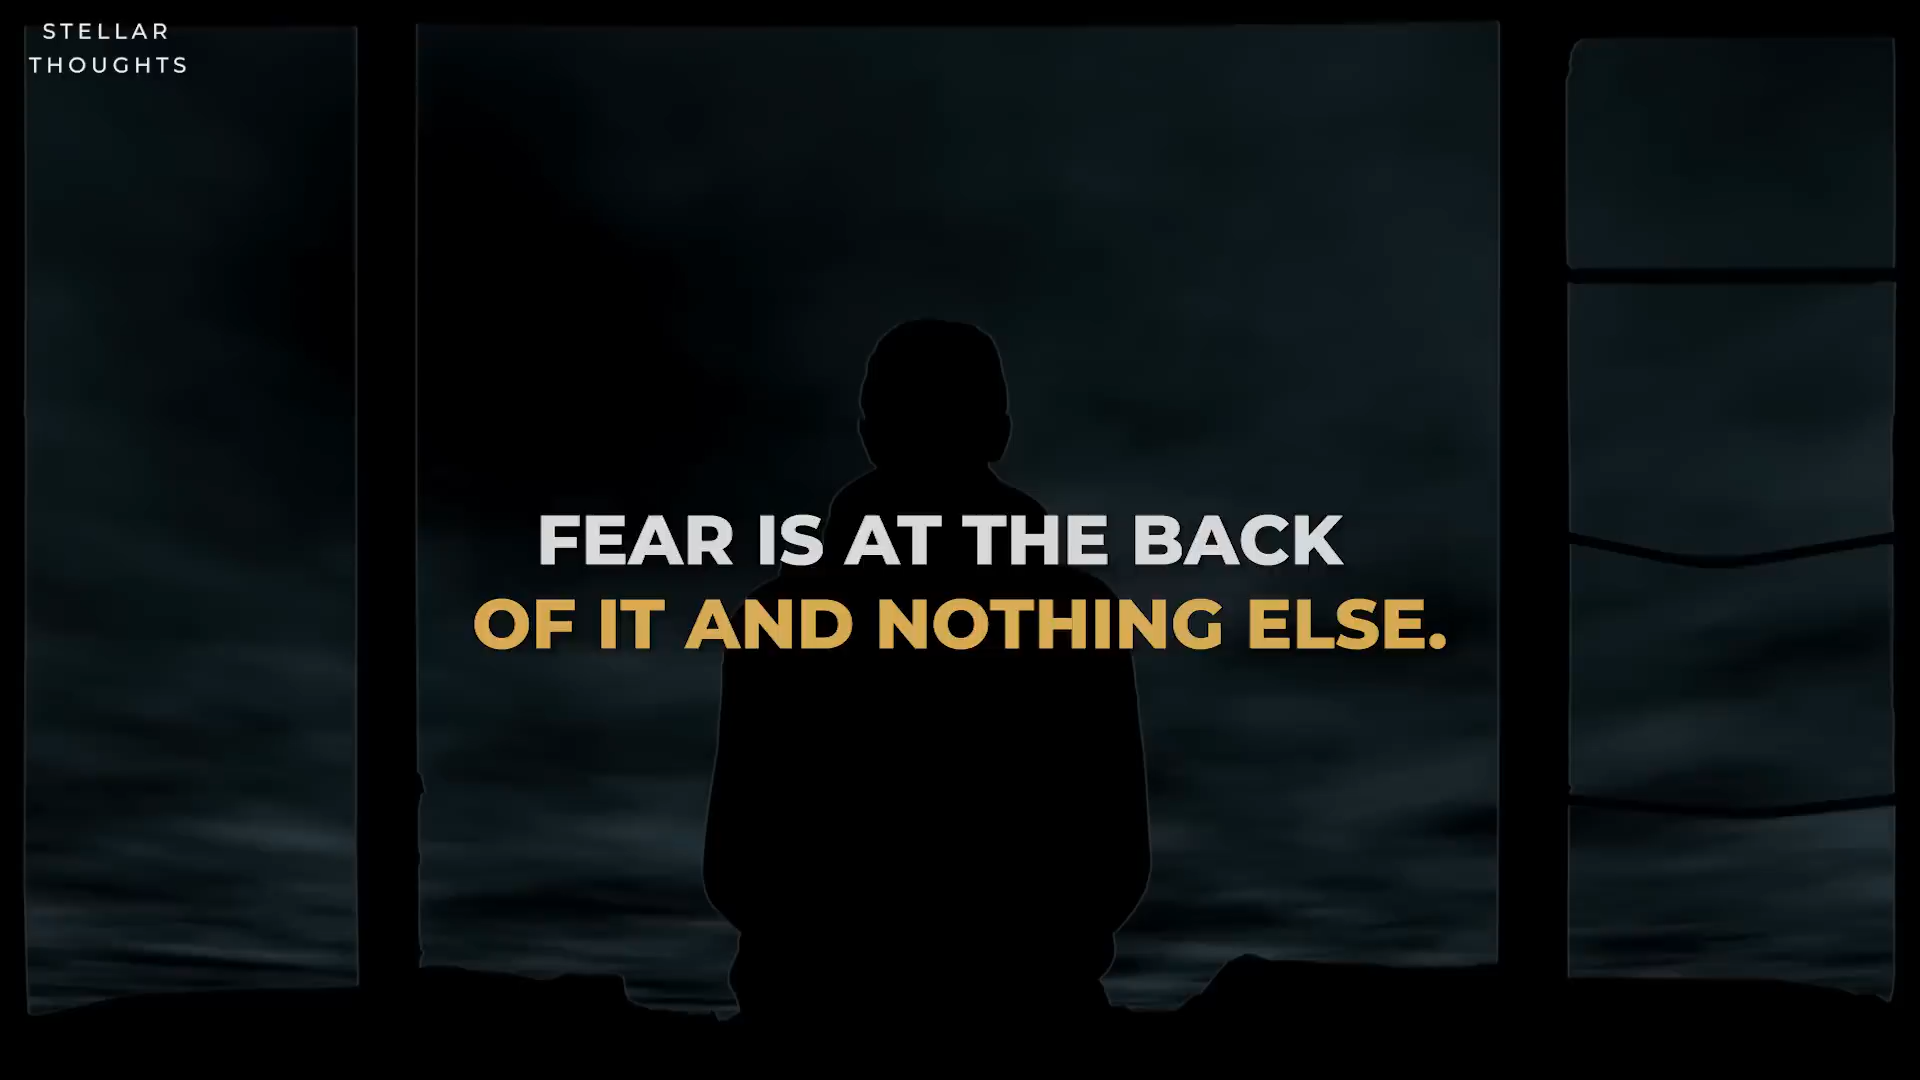 STELLAR
THOUGHTS
FEAR IS AT THE BACK
OF IT AND NOTHING ELSE.